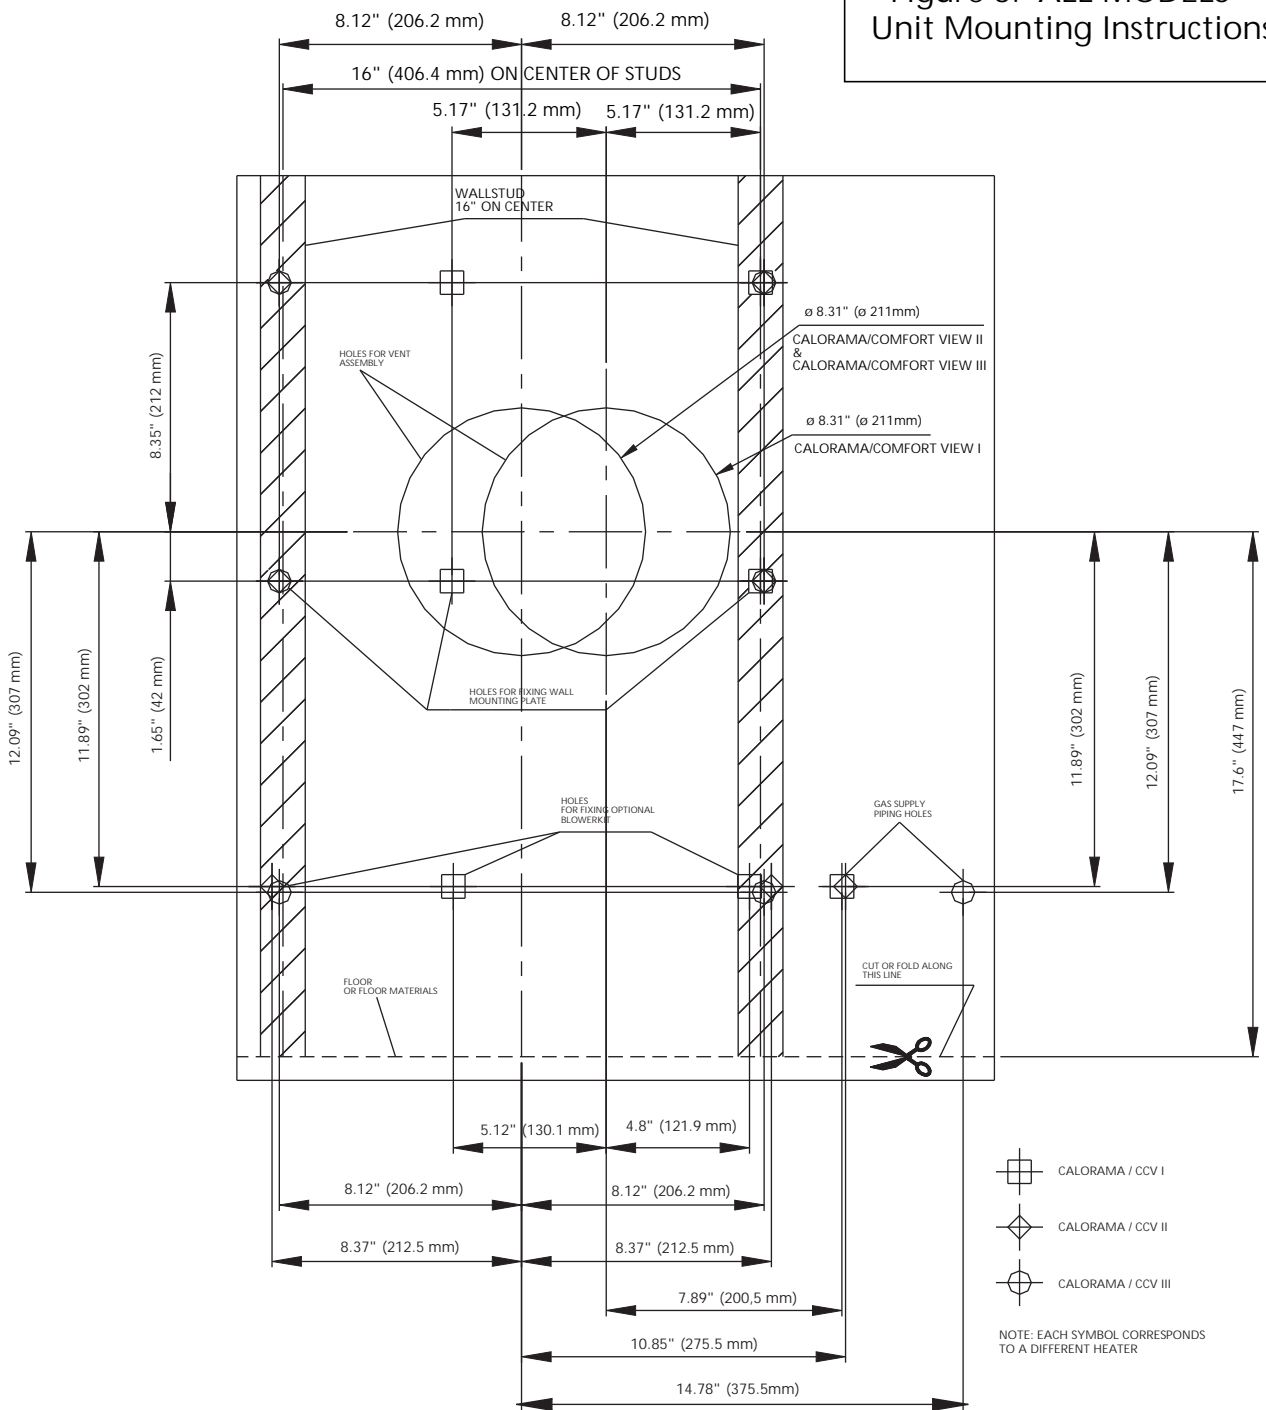 Unit Mounting Instructions
8.12" (206.2 mm)
8.12" (206.2 mm)
16" (406.4 mm) ON CENTER OF STUDS
5.17" (131.2 mm)
5.17" (131.2 mm)
WALLSTUD
16" ON CENTER
ø 8.31" (ø 211mm)
CALORAMA/COMFORT VIEW II
&
CALORAMA/COMFORT VIEW III
HOLES FOR VENT
ASSEMBLY
8.35" (212 mm)
ø 8.31" (ø 211mm)
CALORAMA/COMFORT VIEW I
12.09" (307 mm)
11.89" (302 mm)
1.65" (42 mm)
HOLES FOR FIXING WALL
MOUNTING PLATE
11.89" (302 mm)
12.09" (307 mm)
17.6" (447 mm)
HOLES
FOR FIXING OPTIONAL
BLOWERKIT
GAS SUPPLY
PIPING HOLES
FLOOR
OR FLOOR MATERIALS
CUT OR FOLD ALONG
THIS LINE
5.12" (130.1 mm)
4.8" (121.9 mm)
8.12" (206.2 mm)
8.12" (206.2 mm)
8.37" (212.5 mm)
8.37" (212.5 mm)
7.89" (200,5 mm)
10.85" (275.5 mm)
14.78" (375.5mm)
CALORAMA / CCV I
CALORAMA / CCV II
CALORAMA / CCV III
NOTE: EACH SYMBOL CORRESPONDS
TO A DIFFERENT HEATER